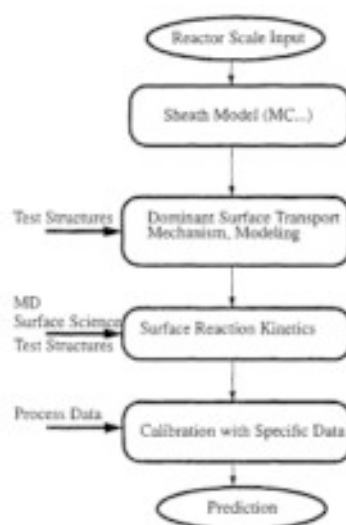 Reactor Scale Input
Sheath Model (MC...)
Test Structures
Dominant Surface Transport
Mechanism, Modeling
MD
Surface Science
Test Structures
Surface Reaction Kinetics
Process Data
Calibration with Specific Data
Prediction